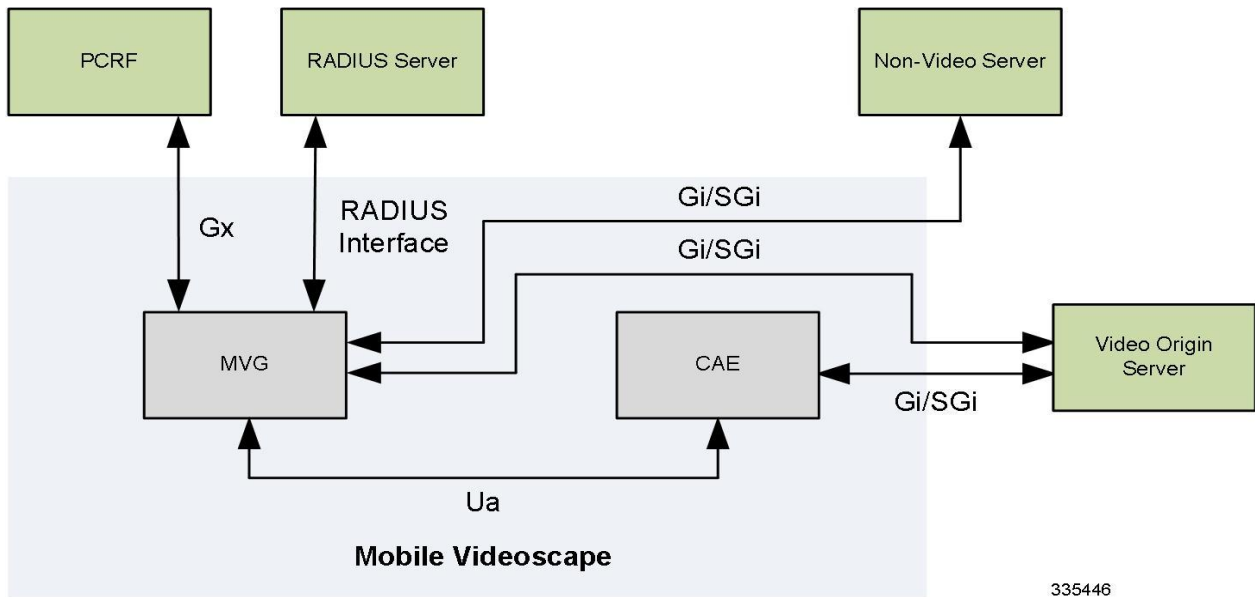 PCRF
RADIUS Server
Non-Video Server
Gx
RADIUS
Interface
Gi/SGi
Gi/SGi
MVG
CAE
Video Origin
Server
Gi/SGi
Ua
Mobile Videoscape
335446